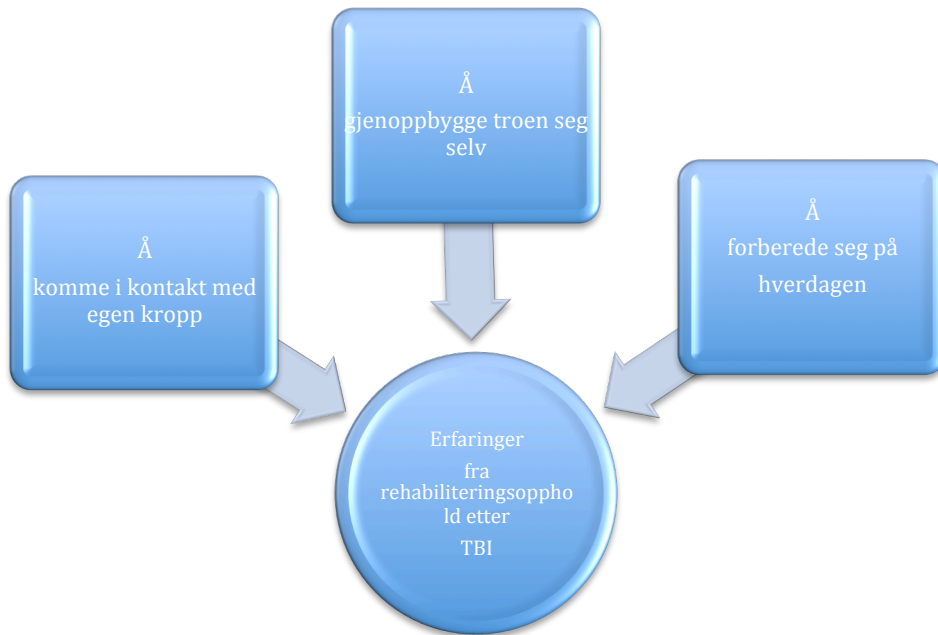 Å
gjenoppbygge troen seg
selv
Å
komme i kontakt med
egen kropp
Å
forberede seg på
hverdagen
Erfaringer
fra
rehabiliteringsoppho
ld etter
TBI